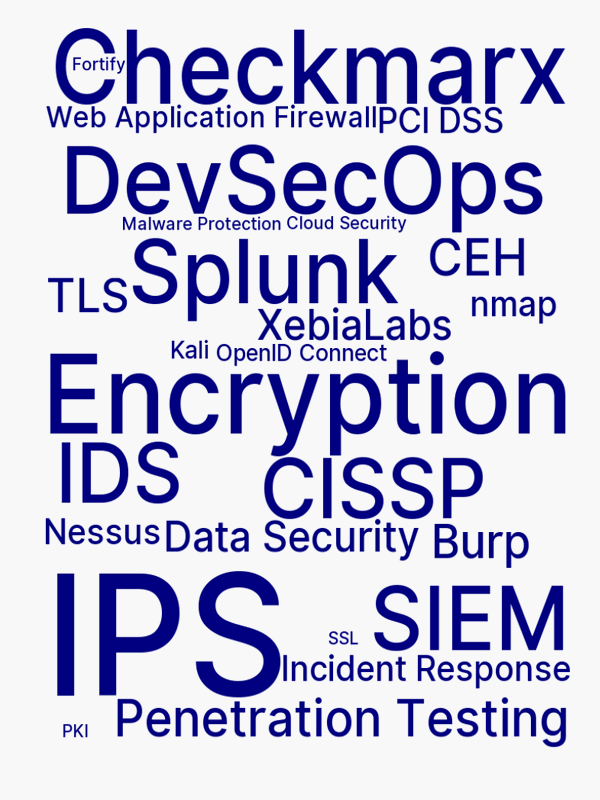 Checkmarx
Fortify
Web Application Firewall PCI DSS
DevSecOps
Malware Protection Cloud Security
Splunk CEH
TLS nmap
XebiaLabs
Kali OpenID Connect
Encryption
IDS CISSP
Nessus Data Security Burp
IPS SIEM
SSL
Incident Response
Penetration Testing
PKI